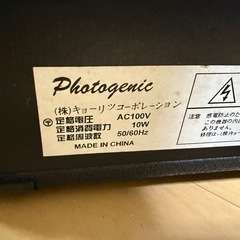 Photogenic
(株)キョーリツコーポレーション
定格電圧 AC100V
定格消費電力 10W
定格周波数 50/60Hz
MADE IN CHINA
注意